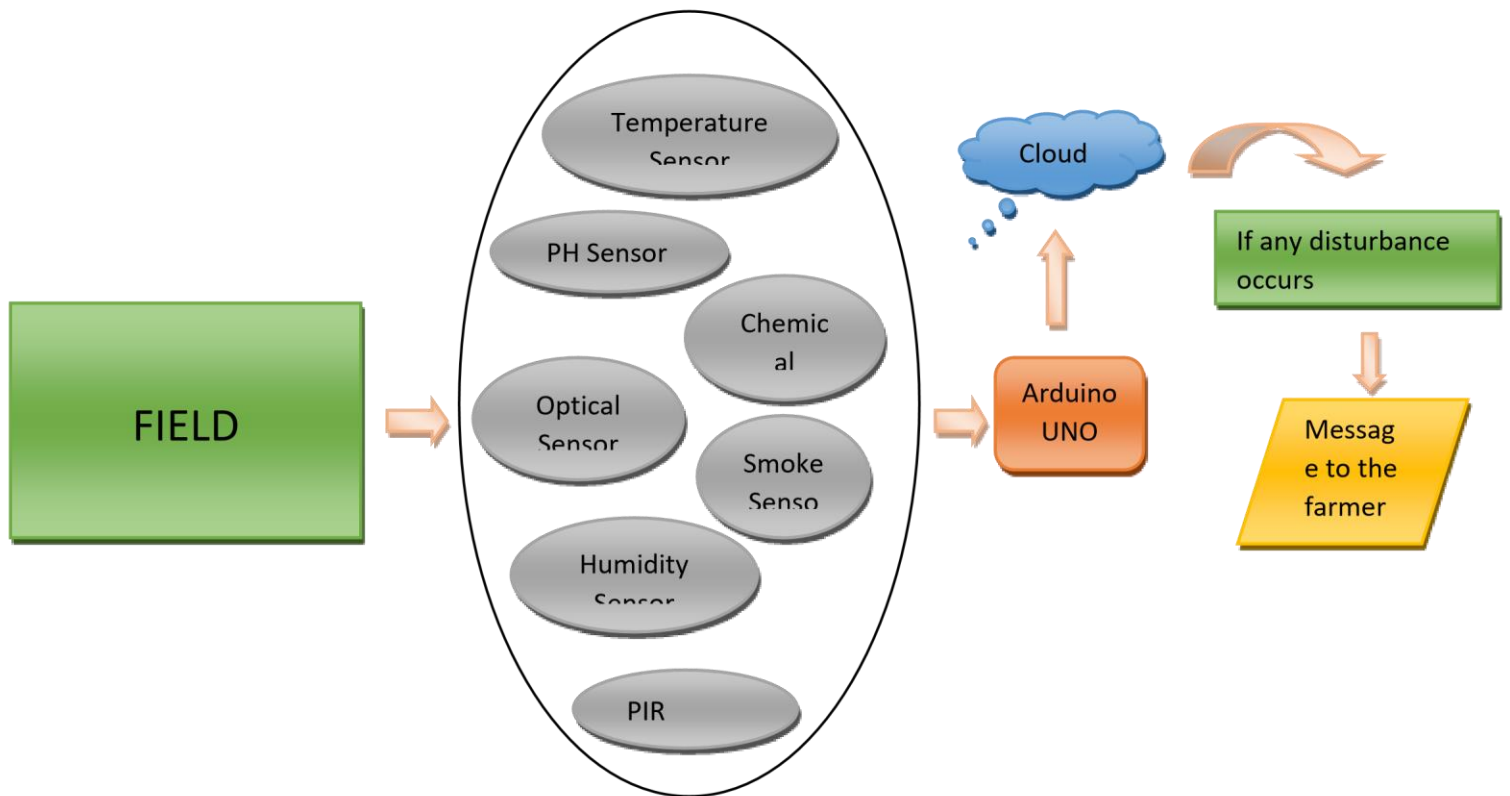 FIELD
Temperature
Sensor
PH Sensor
Chemic
al
Optical
Sensor
Smoke
Senso
Humidity
Sensor
PIR
Arduino
UNO
Cloud
If any disturbance
occurs
Messag
e to the
farmer